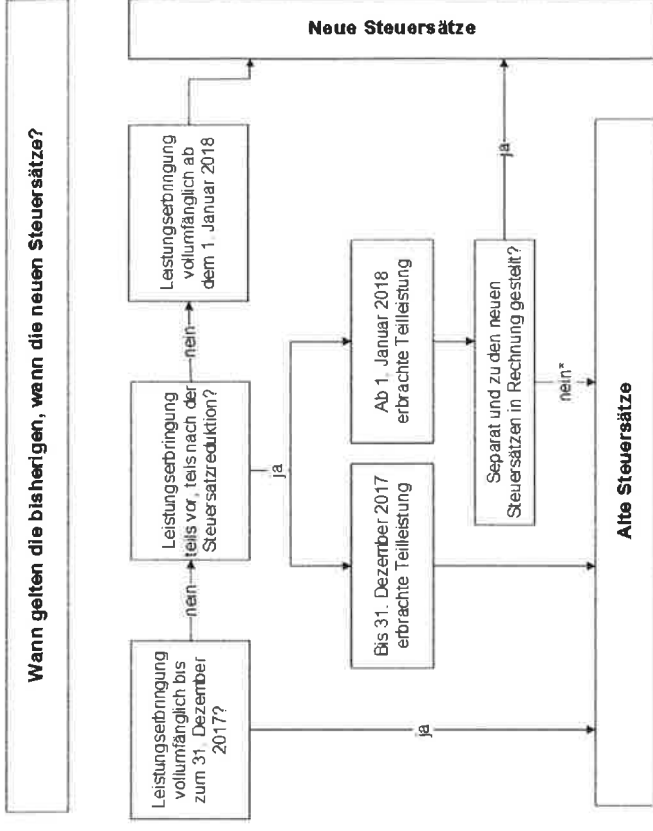 Wann gelten die bisherigen, wann die neuen Steuersätze?
Leistungserbringung
vollumfänglich bis
zum 31. Dezember
2017?
nein
Leistungserbringung
teils vor, teils nach der
Steuersatzreduktion?
nein
Leistungserbringung
vollumfänglich ab
dem 1. Januar 2018
Neue Steuersätze
ja
ja
Bis 31. Dezember 2017
erbrachte Teilleistung
Ab 1. Januar 2018
erbrachte Teilleistung
Separat und zu den neuen
Steuersätzen in Rechnung gestellt?
ja
nein*
Alte Steuersätze